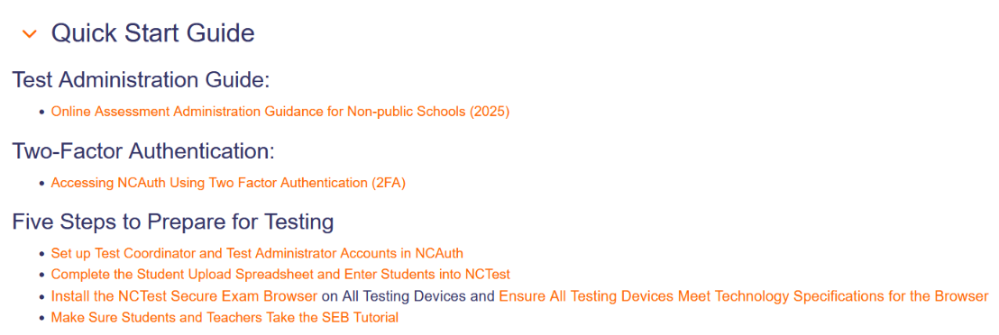 Quick Start Guide
Test Administration Guide:
Online Assessment Administration Guidance for Non-public Schools (2025)
Two-Factor Authentication:
Accessing NCAuth Using Two Factor Authentication (2FA)
Five Steps to Prepare for Testing
Set up Test Coordinator and Test Administrator Accounts in NCAuth
Complete the Student Upload Spreadsheet and Enter Students into NCTest
Install the NCTest Secure Exam Browser on All Testing Devices and Ensure All Testing Devices Meet Technology Specifications for the Browser
Make Sure Students and Teachers Take the SEB Tutorial